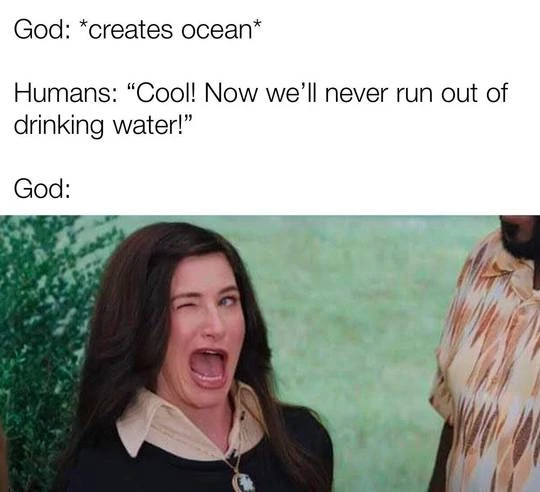 God: *creates ocean*
Humans: “Cool! Now we’ll never run out of
drinking water!”
God: